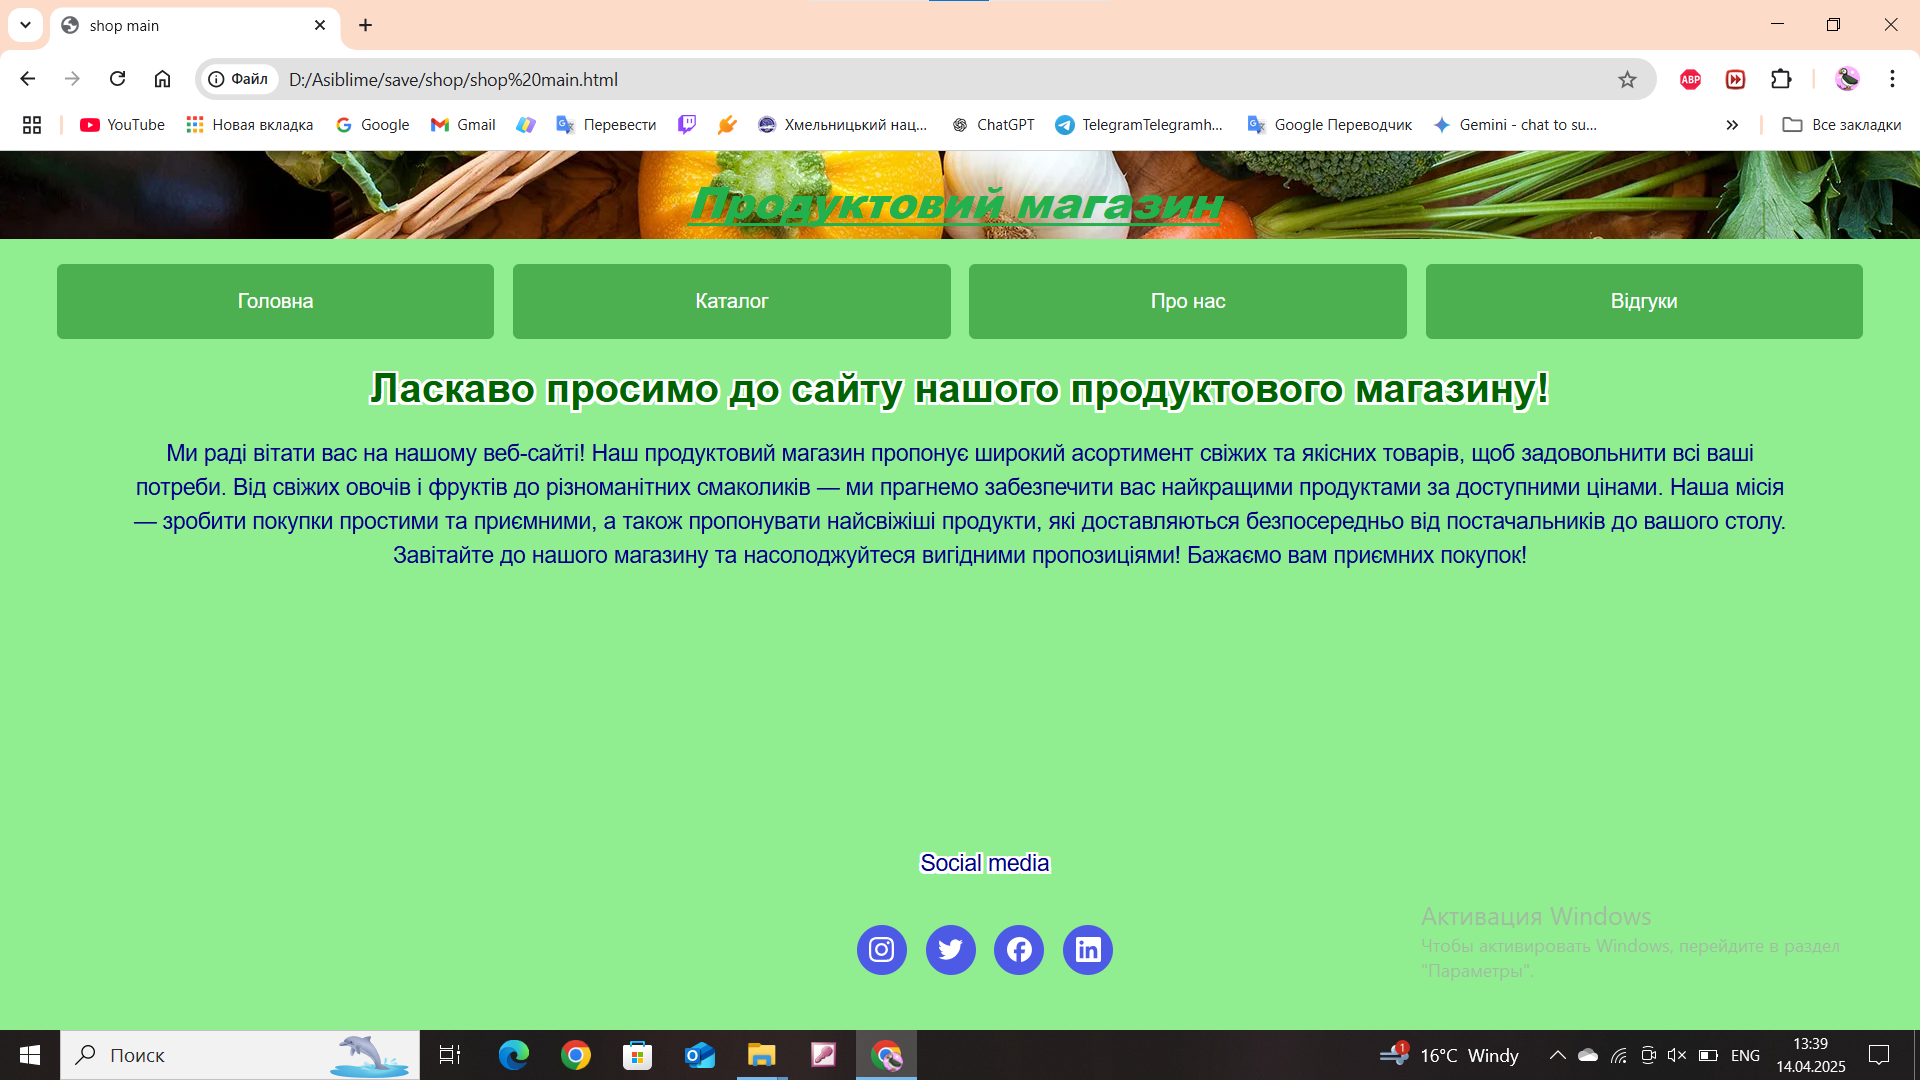 shop main
Файл
D:/Asiblime/save/shop/shop%20main.html
ABP
YouTube
Новая вкладка
Google
Gmail
Перевести
Хмельницький нац...
ChatGPT
TelegramTelegramh...
Google Переводчик
Gemini - chat to su...
Все закладки
Продуктовий магазин
Головна
Каталог
Про нас
Відгуки
Ласкаво просимо до сайту нашого продуктового магазину!
Ми раді вітати вас на нашому веб-сайті! Наш продуктовий магазин пропонує широкий асортимент свіжих та якісних товарів, щоб задовольнити всі ваші
потреби. Від свіжих овочів і фруктів до різноманітних смаколиків — ми прагнемо забезпечити вас найкращими продуктами за доступними цінами. Наша місія
— зробити покупки простими та приємними, а також пропонувати найсвіжіші продукти, які доставляються безпосередньо від постачальників до вашого столу.
Завітайте до нашого магазину та насолоджуйтеся вигідними пропозиціями! Бажаємо вам приємних покупок!
Social media
Активация Windows
Чтобы активировать Windows, перейдите в раздел
"Параметры".
Поиск
1
16°C Windy
ENG
13:39
14.04.2025